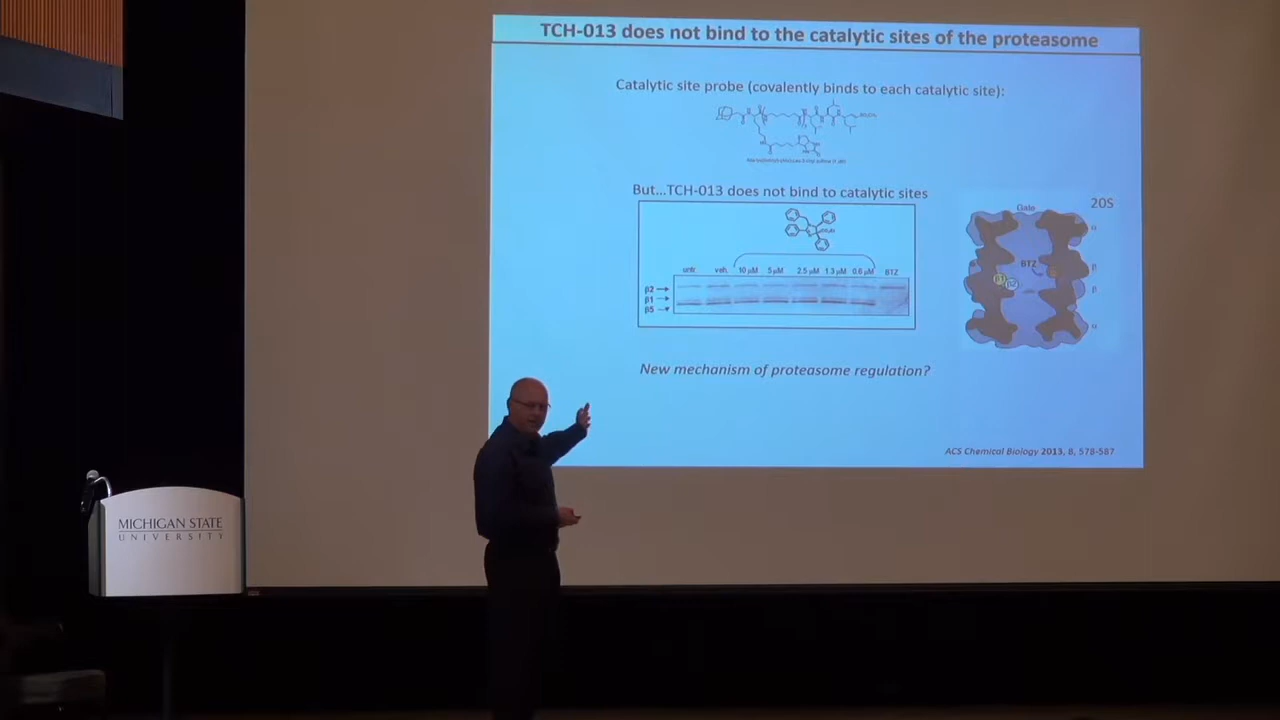 TCH-013 does not bind to the catalytic sites of the proteasome
Catalytic site probe (covalently binds to each catalytic site):
But...TCH-013 does not bind to catalytic sites
untr. veh. 10 µM 5 µM 2.5 µM 1.3 µM 0.6 µM BTZ
β2
β1
β5
20S
Gate
α
BTZ
β
β1
β2
β
α
New mechanism of proteasome regulation?
ACS Chemical Biology 2013, 8, 578-587
MICHIGAN STATE
UNIVERSITY